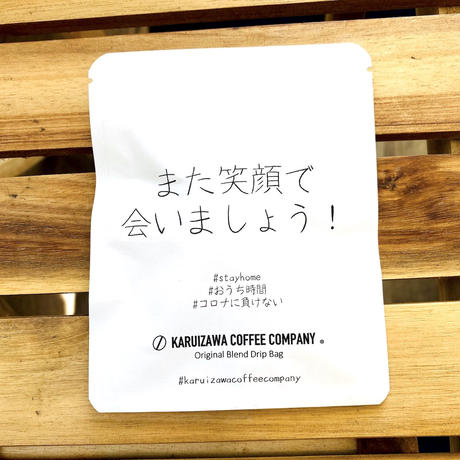 また笑顔で
会いましょう！
#stayhome
#おうち時間
#コロナに負けない
KARUIZAWA COFFEE COMPANY ®
Original Blend Drip Bag
#karuizawacoffeecompany